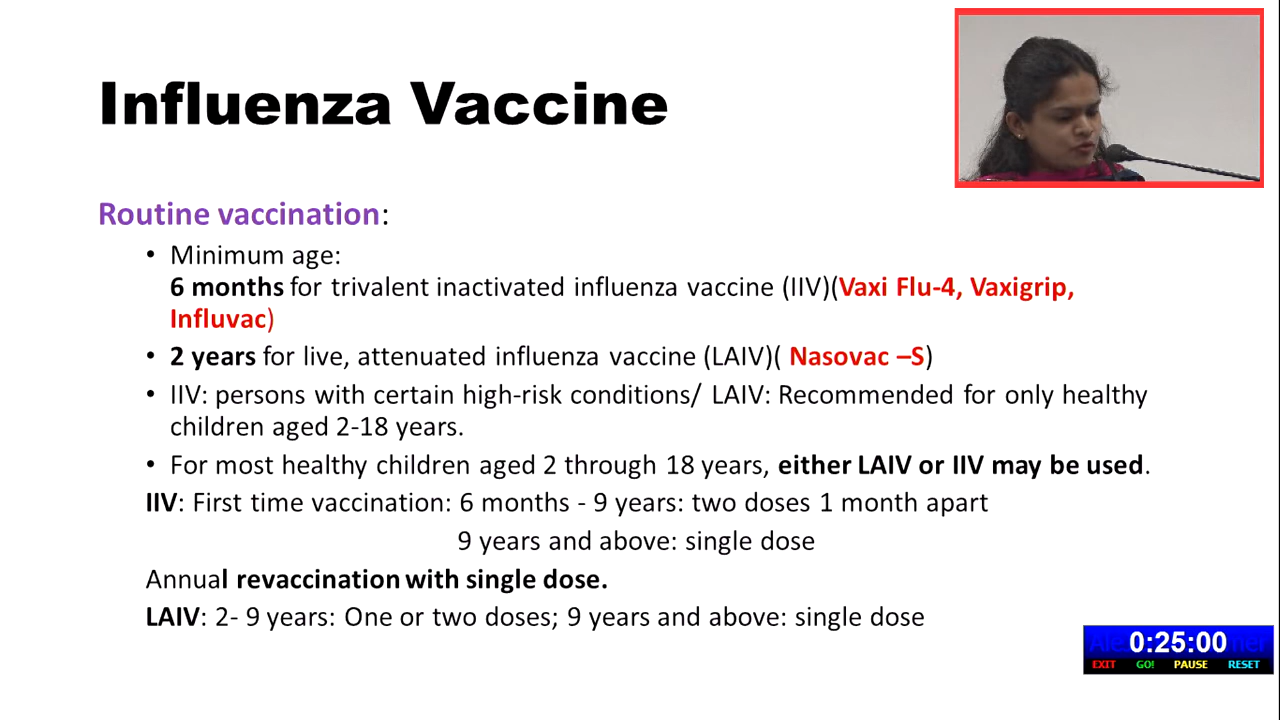 Influenza Vaccine
Routine vaccination:
• Minimum age:
6 months for trivalent inactivated influenza vaccine (IIV)(Vaxi Flu-4, Vaxigrip,
Influvac)
• 2 years for live, attenuated influenza vaccine (LAIV)( Nasovac –S)
• IIV: persons with certain high-risk conditions/ LAIV: Recommended for only healthy
children aged 2-18 years.
• For most healthy children aged 2 through 18 years, either LAIV or IIV may be used.
IIV: First time vaccination: 6 months - 9 years: two doses 1 month apart
9 years and above: single dose
Annual revaccination with single dose.
LAIV: 2- 9 years: One or two doses; 9 years and above: single dose
0:25:00
EXIT GO! PAUSE RESET